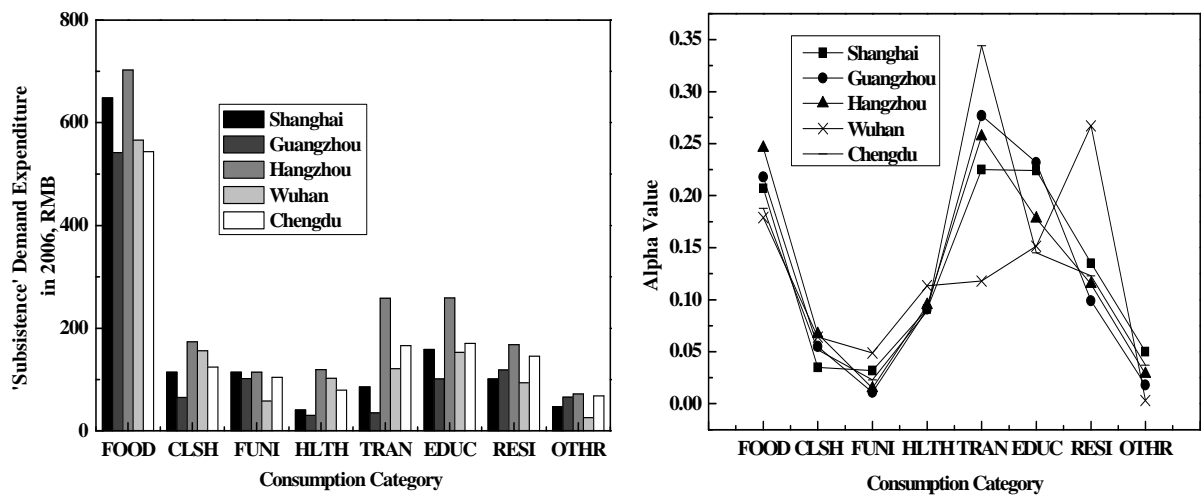 'Subsistence' Demand Expenditure
in 2006, RMB
800
600
400
200
0
Shanghai
Guangzhou
Hangzhou
Wuhan
Chengdu
FOOD CLSH FUNI HLTH TRAN EDUC RESI OTHR
Consumption Category
Alpha Value
0.35
0.30
0.25
0.20
0.15
0.10
0.05
0.00
Shanghai
Guangzhou
Hangzhou
Wuhan
Chengdu
FOOD CLSH FUNI HLTH TRAN EDUC RESI OTHR
Consumption Category